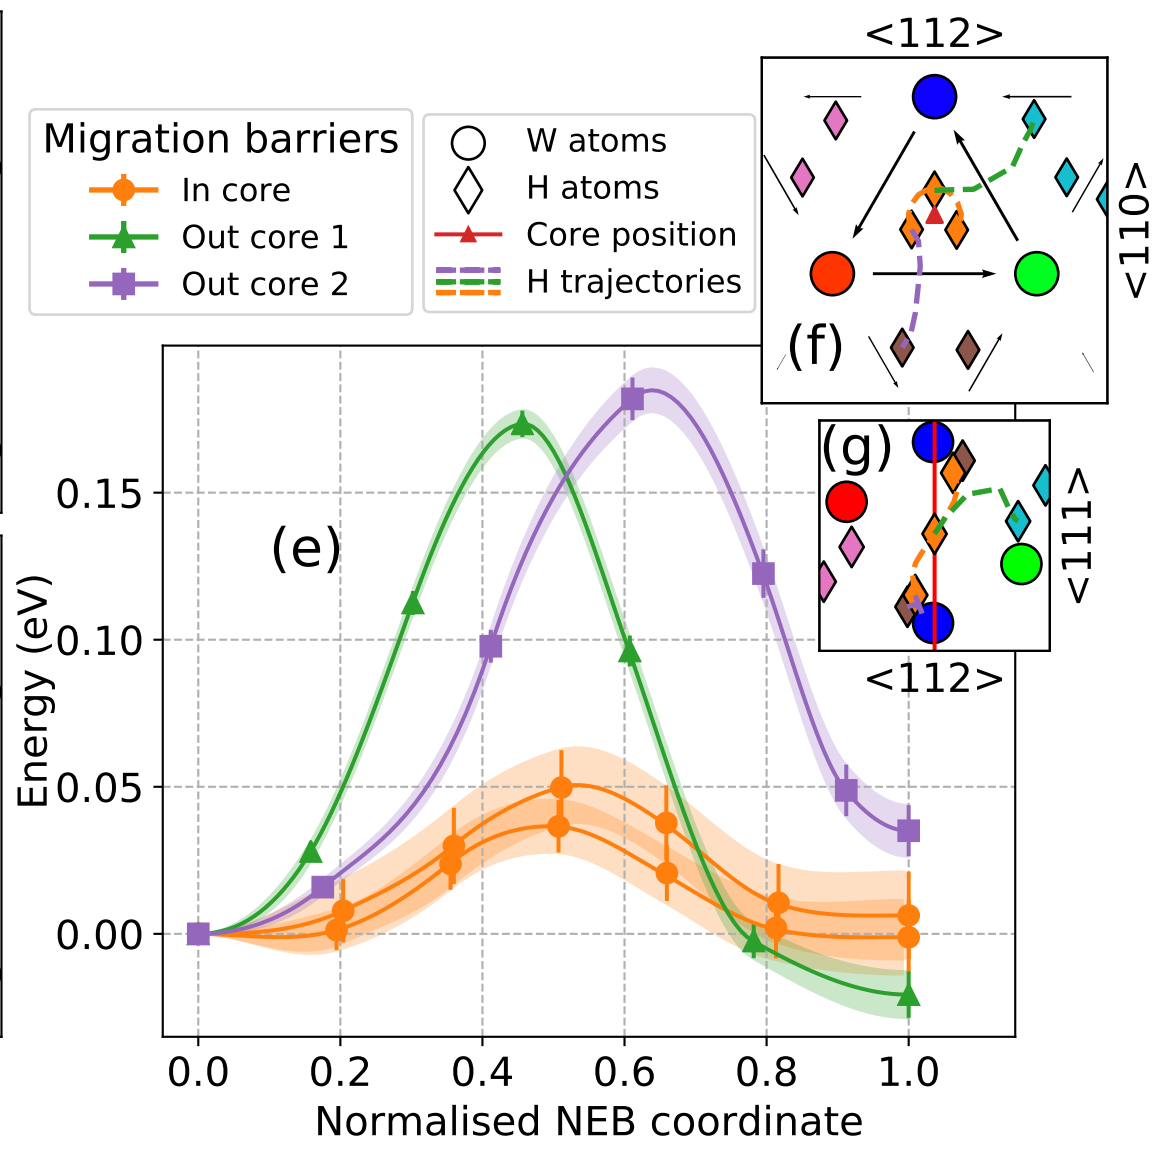 <112>
Migration barriers
In core
Out core 1
Out core 2
W atoms
H atoms
Core position
H trajectories
(f)
<110>
(g)
<111>
<112>
(e)
Energy (eV)
0.15
0.10
0.05
0.00
0.0 0.2 0.4 0.6 0.8 1.0
Normalised NEB coordinate